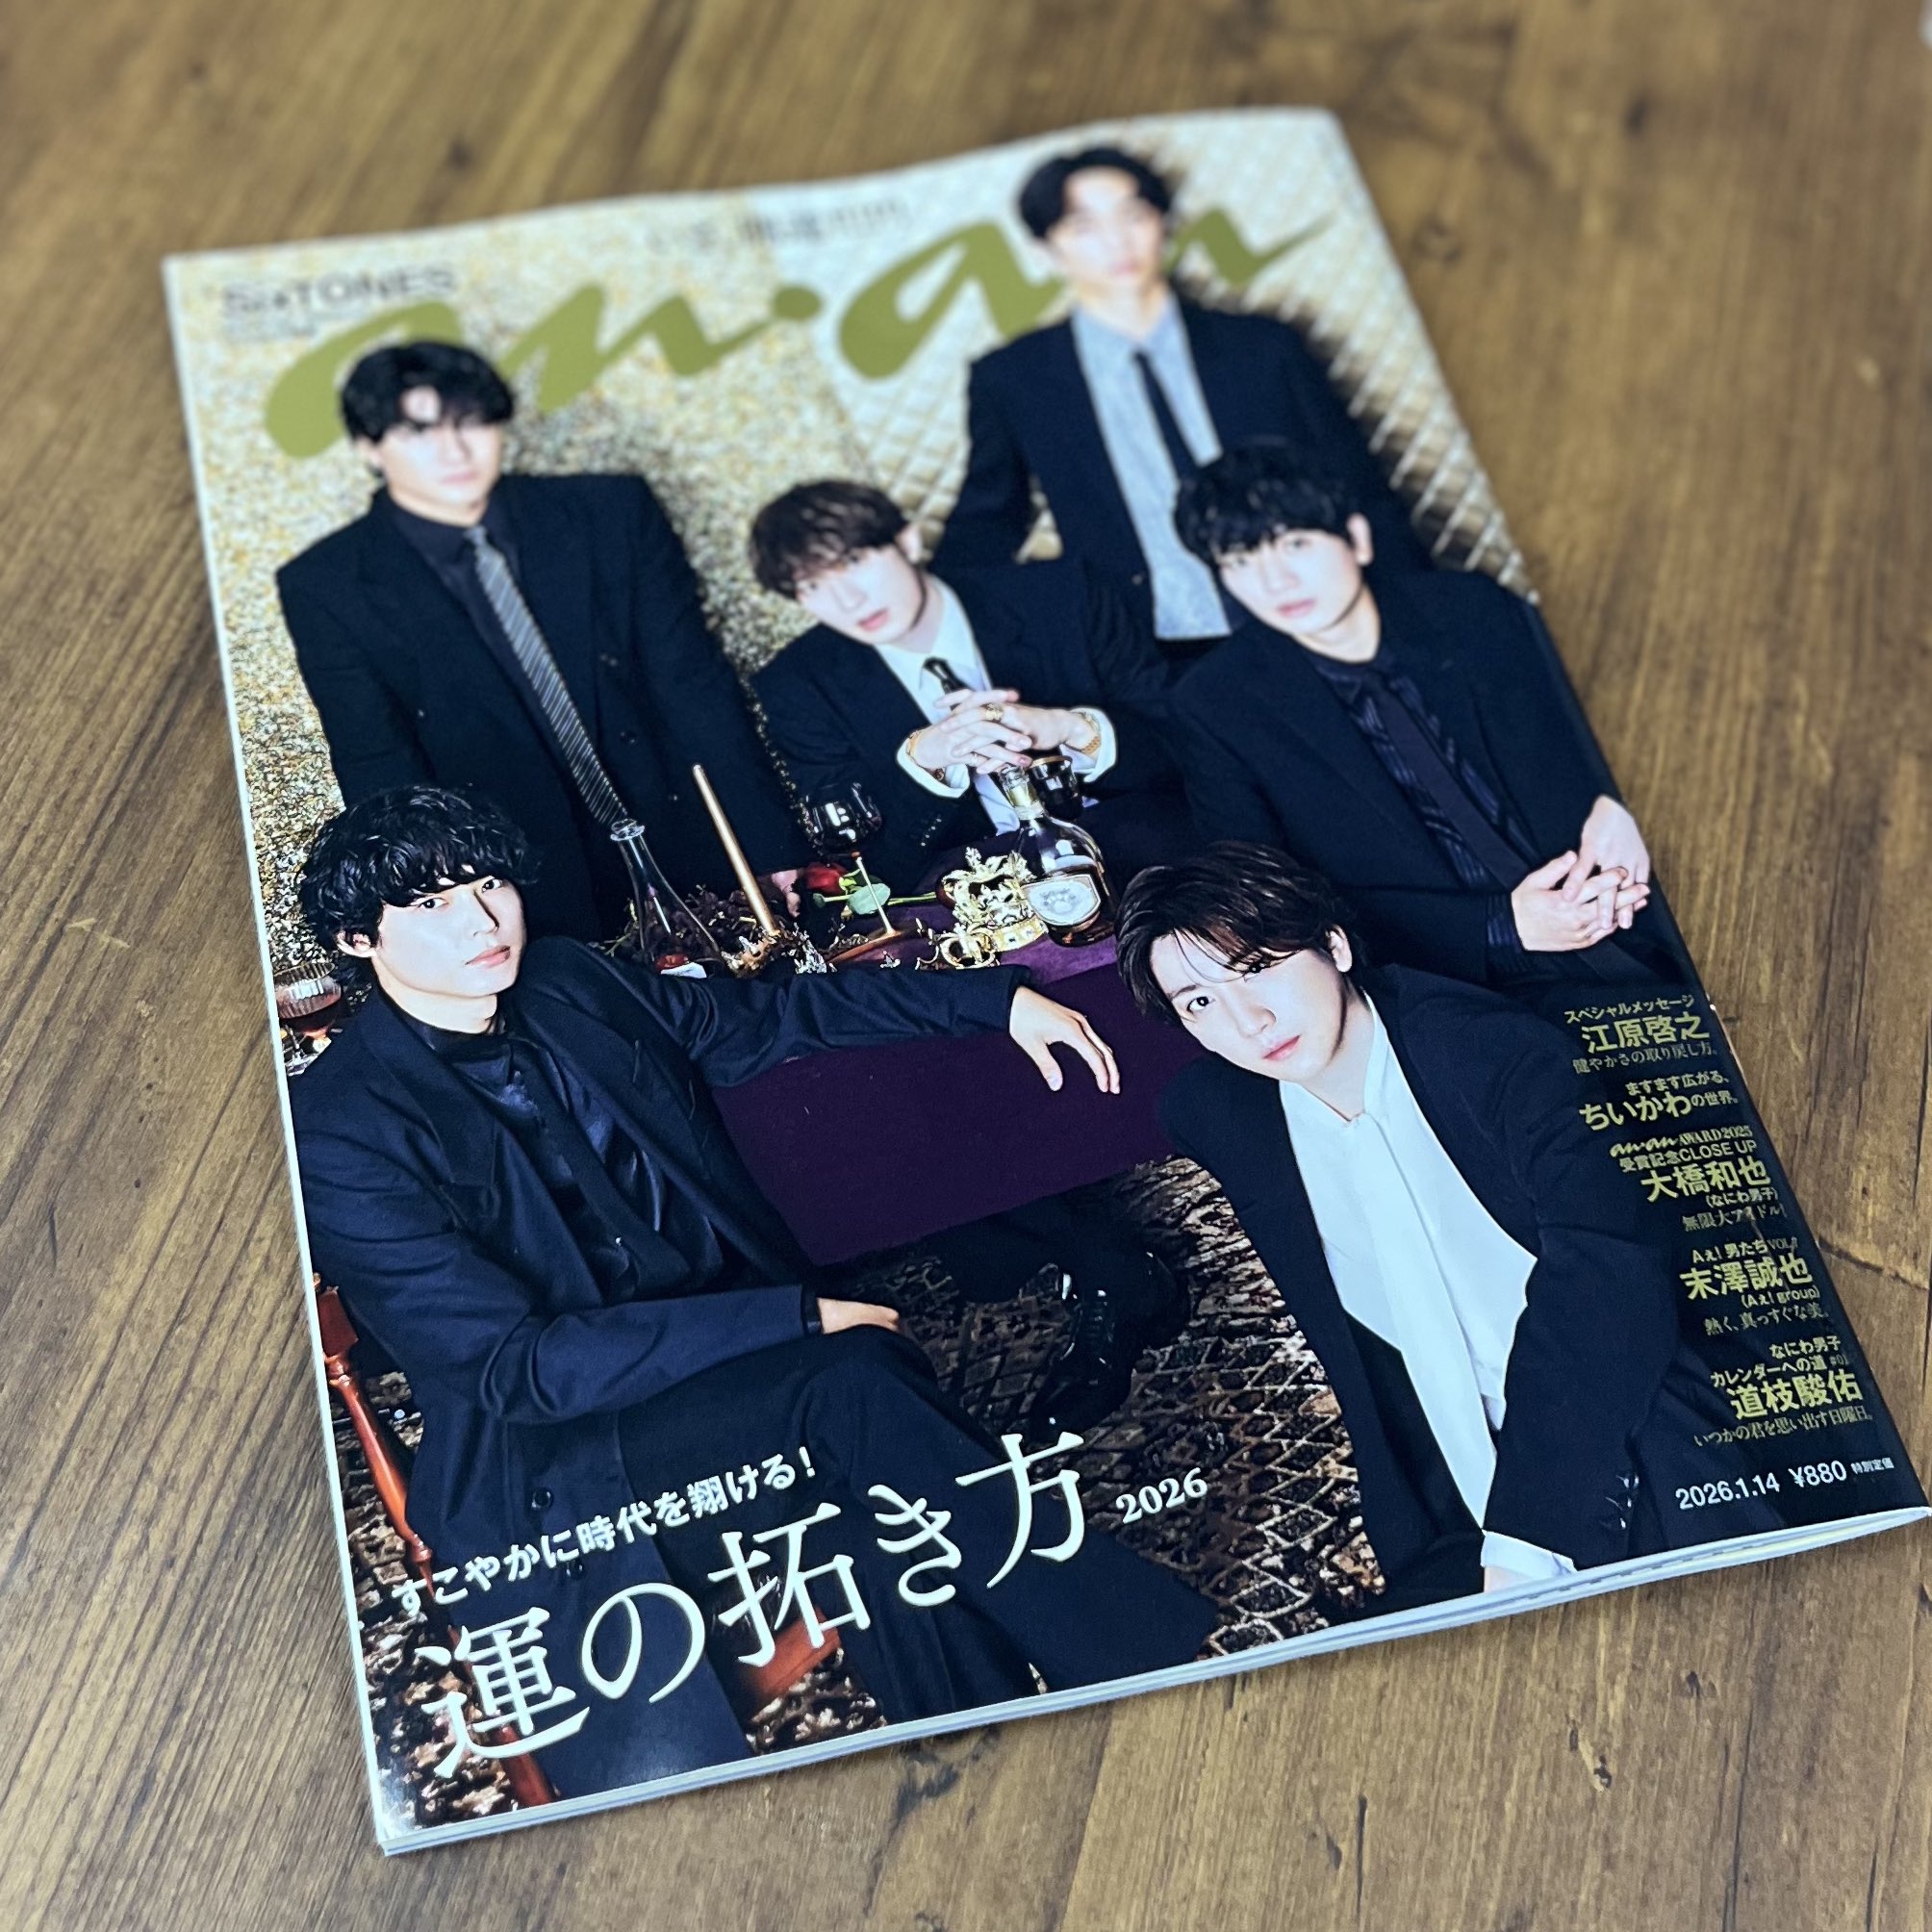 SixTONES
an・an
スペシャルメッセージ
江原啓之
健やかさの取り戻し方。
ますます広がる、
ちいかわの世界。
an・an AWARD 2025
受賞記念CLOSE UP
大橋和也
(なにわ男子)
無限大アイドル!
Aぇ! 男たち VOL.
末澤誠也
(Aぇ! group)
熱く、真っすぐな美。
なにわ男子
カレンダーへの道
道枝駿佑
いつかの君を思い出す日曜日。
2026.1.14 ¥880 特別定価
すこやかに時代を翔ける!
運の拓き方 2026